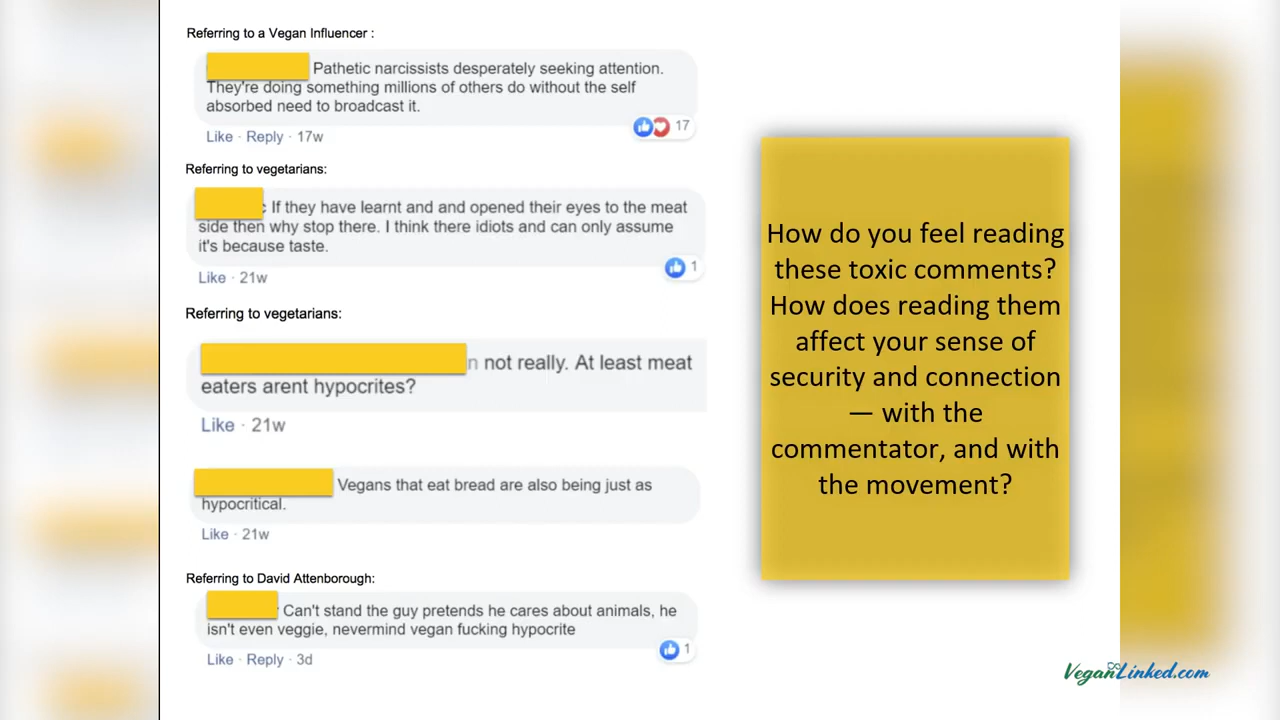 Referring to a Vegan Influencer :
Pathetic narcissists desperately seeking attention.
They're doing something millions of others do without the self
absorbed need to broadcast it.
Like · Reply · 17w
17
Referring to vegetarians:
: If they have learnt and and opened their eyes to the meat
side then why stop there. I think there idiots and can only assume
it's because taste.
Like · 21w
1
Referring to vegetarians:
n not really. At least meat
eaters arent hypocrites?
Like · 21w
Vegans that eat bread are also being just as
hypocritical.
Like · 21w
Referring to David Attenborough:
Can't stand the guy pretends he cares about animals, he
isn't even veggie, nevermind vegan fucking hypocrite
Like · Reply · 3d
1
How do you feel reading
these toxic comments?
How does reading them
affect your sense of
security and connection
— with the
commentator, and with
the movement?
VeganLinked.com